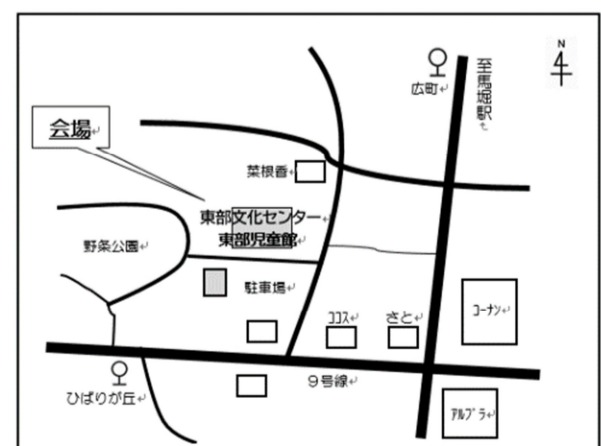 N
至馬堀駅
広町
会場
菜根香
東部文化センター
東部児童館
野条公園
駐車場
ココス
さと
コーナン
9号線
ひばりが丘
アルプラ